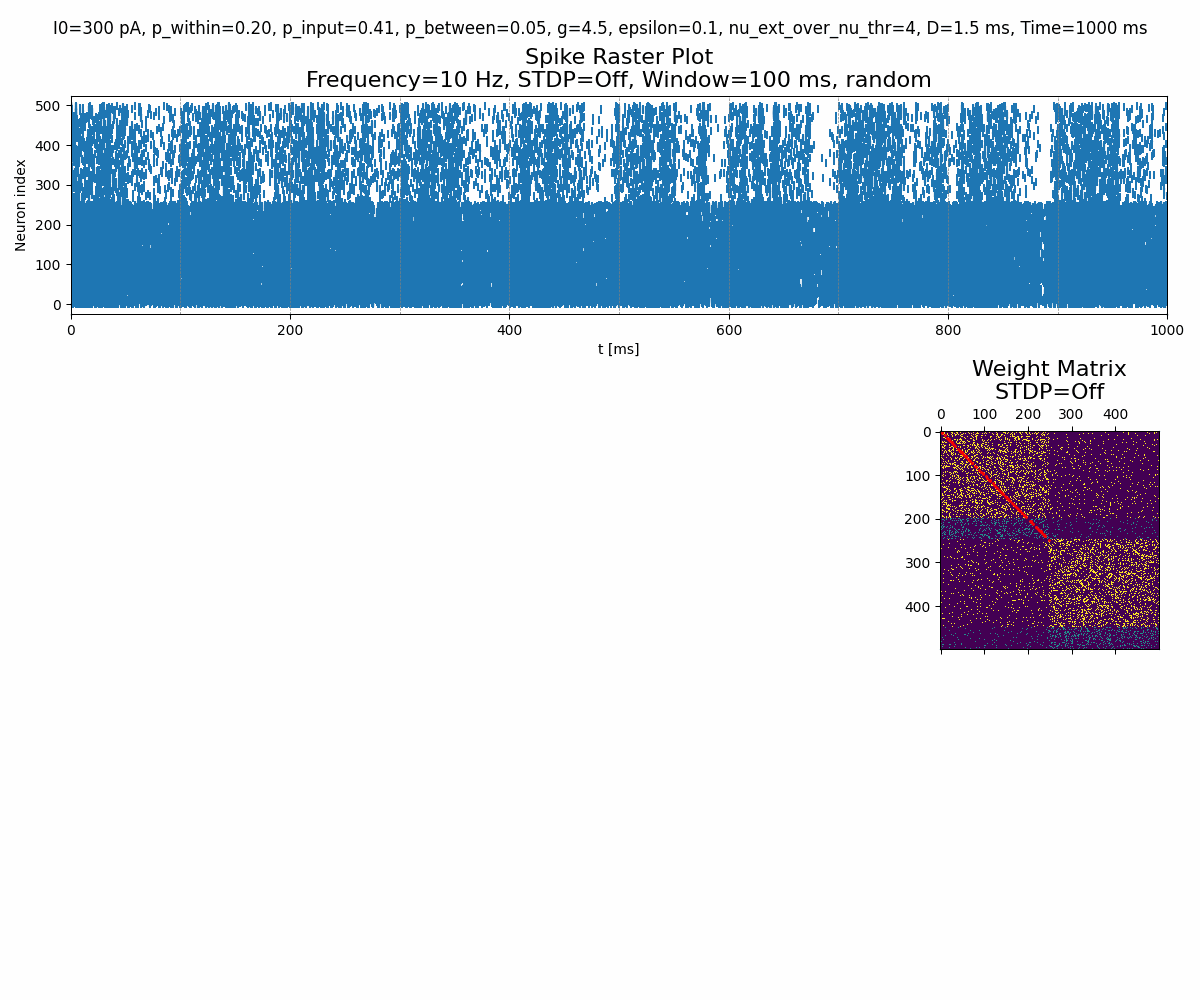 I0=300 pA, p_within=0.20, p_input=0.41, p_between=0.05, g=4.5, epsilon=0.1, nu_ext_over_nu_thr=4, D=1.5 ms, Time=1000 ms
Spike Raster Plot
Frequency=10 Hz, STDP=Off, Window=100 ms, random
500
400
300
200
100
0
Neuron index
0 200 400 600 800 1000
t [ms]
Weight Matrix
STDP=Off
0 100 200 300 400
0
100
200
300
400